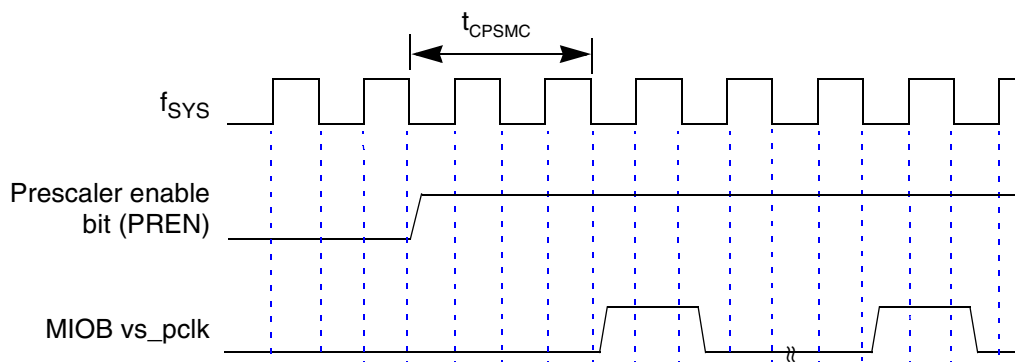 tCPSMC
fSYS
Prescaler enable
bit (PREN)
MIOB vs_pclk